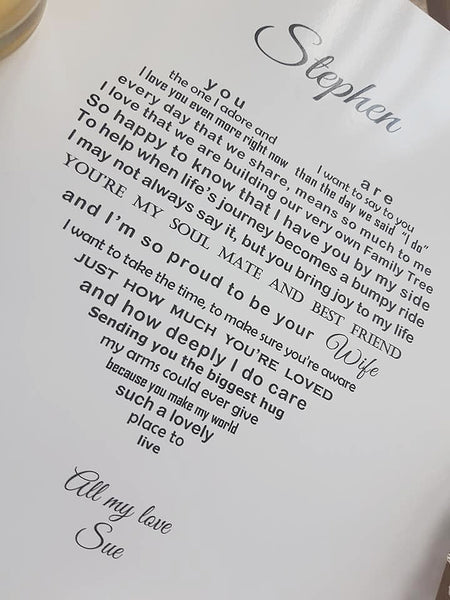 Stephen
you are
the one I adore and I want to say to you
I love you even more right now than the day we said "I do"
every day that we share, means so much to me
I love that we are building our very own Family Tree
So happy to know that I have you by my side
To help when life's journey becomes a bumpy ride
I may not always say it, but you bring joy to my life
YOU'RE MY SOUL MATE AND BEST FRIEND
and I'm so proud to be your Wife
I want to take the time, to make sure you're aware
JUST HOW MUCH YOU'RE LOVED
and how deeply I do care
Sending you the biggest hug
my arms could ever give
because you make my world
such a lovely
place to
live
All my love
Sue